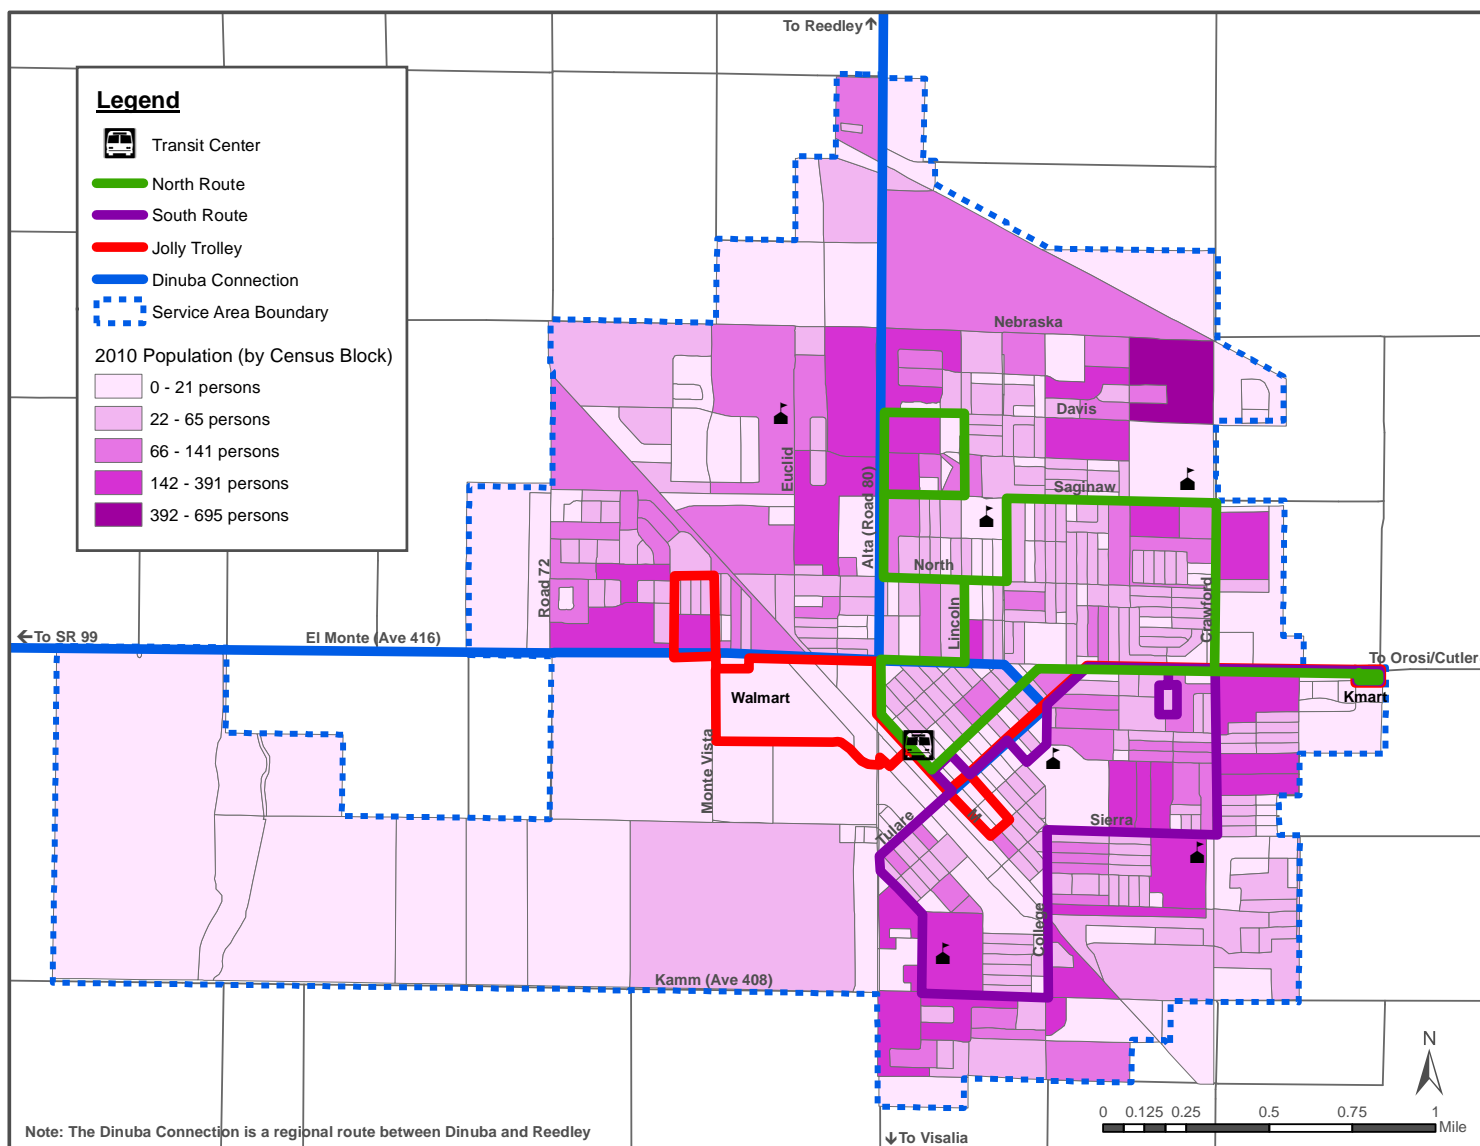 To Reedley
Legend
Transit Center
North Route
South Route
Jolly Trolley
Dinuba Connection
Service Area Boundary
2010 Population (by Census Block)
0 - 21 persons
22 - 65 persons
66 - 141 persons
142 - 391 persons
392 - 695 persons
Nebraska
Davis
Euclid
Saginaw
Alta (Road 80)
North
Road 72
Lincoln
Crawford
To SR 99
El Monte (Ave 416)
To Orosi/Cutler
Walmart
Kmart
Monte Vista
Tulare
M
Sierra
College
Kamm (Ave 408)
N
0 0.125 0.25 0.5 0.75 1
Mile
Note: The Dinuba Connection is a regional route between Dinuba and Reedley
To Visalia